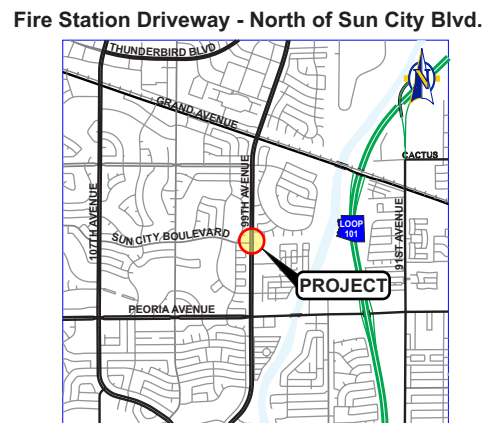 Fire Station Driveway - North of Sun City Blvd.
THUNDERBIRD BLVD
N
GRAND AVENUE
CACTUS
107TH AVENUE
99TH AVENUE
LOOP
101
91ST AVENUE
SUN CITY BOULEVARD
PROJECT
PEORIA AVENUE